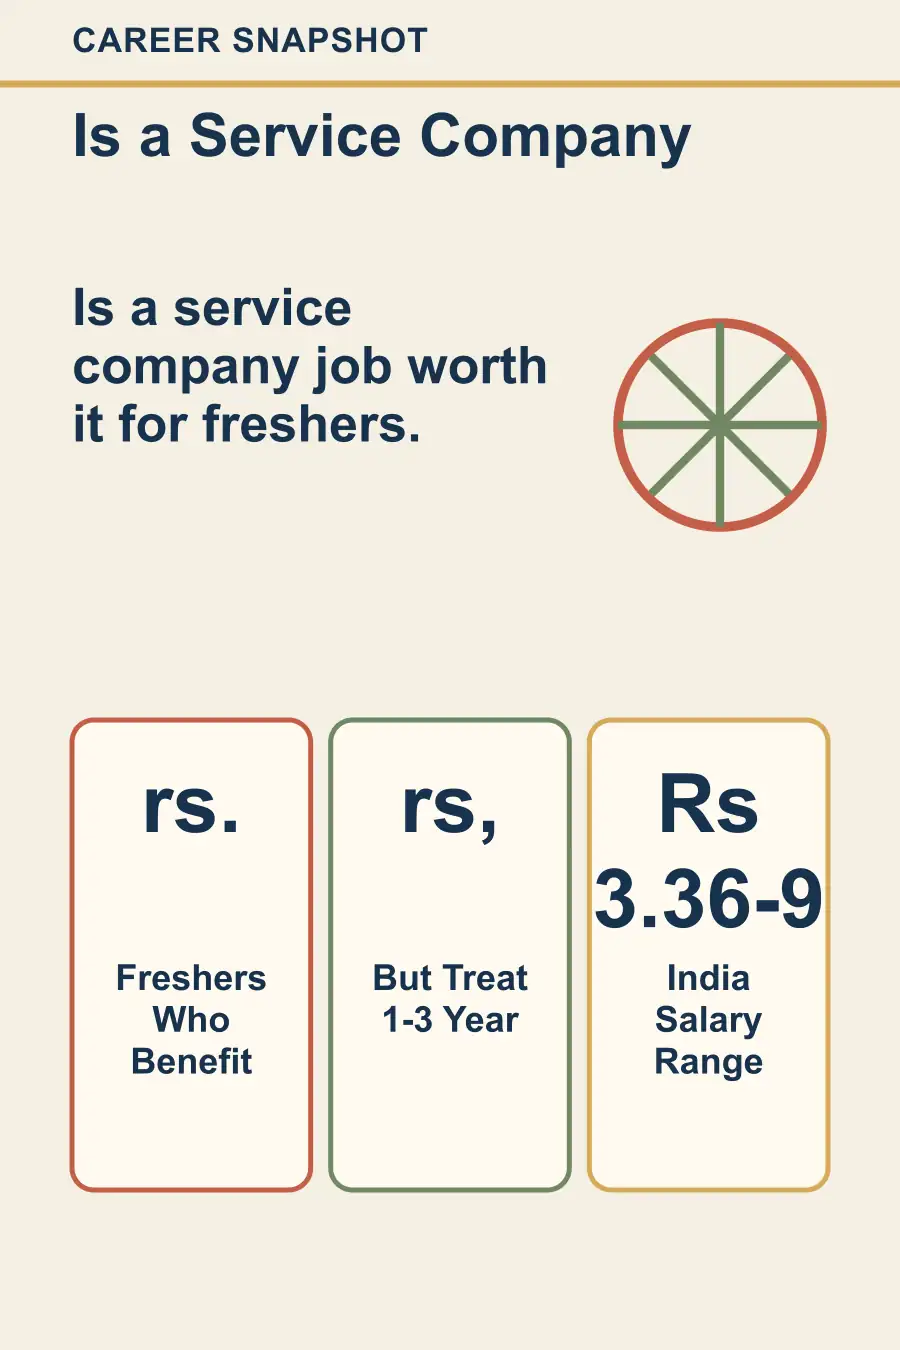 CAREER SNAPSHOT
Is a Service Company
Is a service
company job worth
it for freshers.
rs.
Freshers
Who
Benefit
rs,
But Treat
1-3 Year
Rs
3.36-9
India
Salary
Range